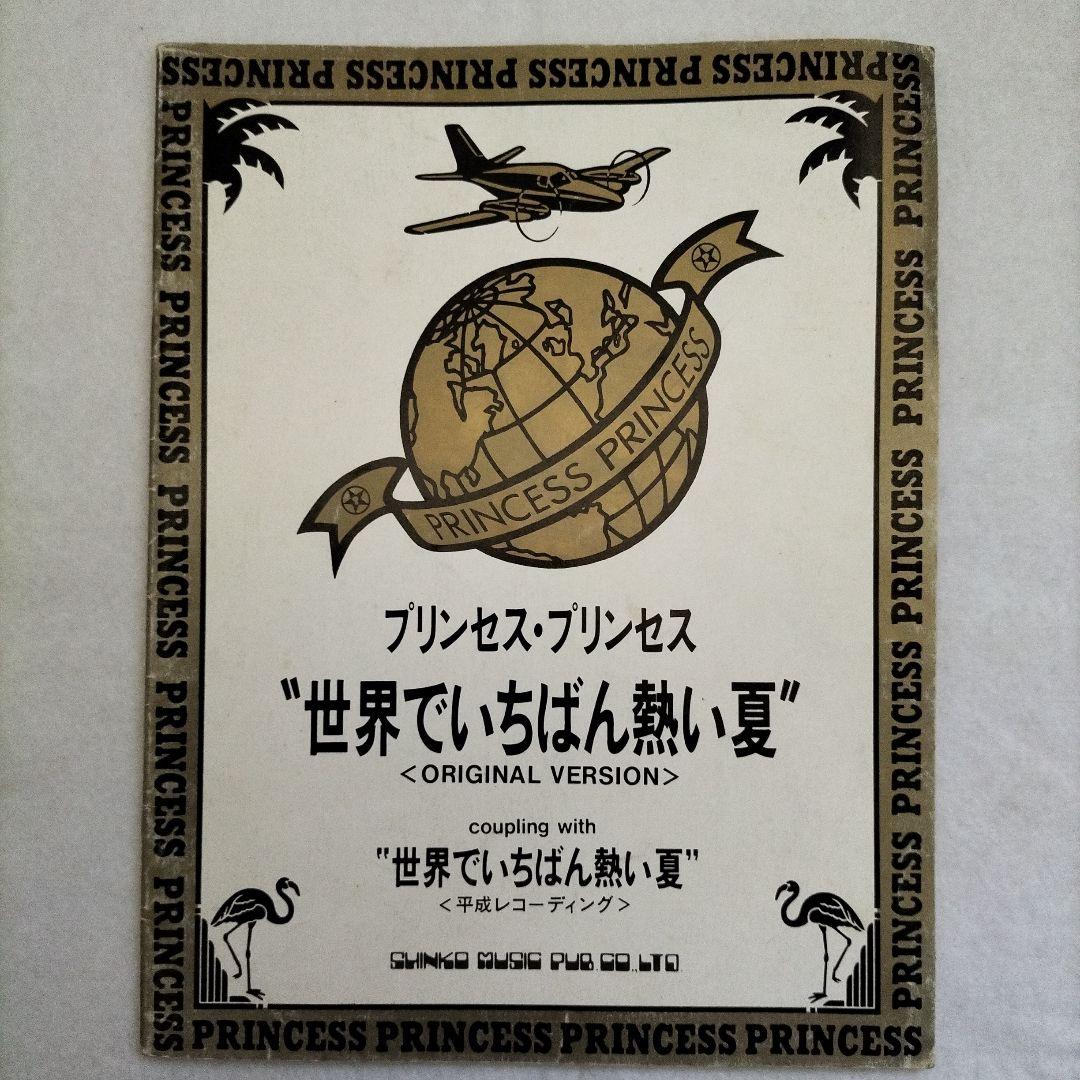 PRINCESS PRINCESS PRINCESS PRINCESS
PRINCESS PRINCESS PRINCESS PRINCESS PRINCESS
PRINCESS PRINCESS PRINCESS PRINCESS PRINCESS
PRINCESS PRINCESS
プリンセス・プリンセス
"世界でいちばん熱い夏"
<ORIGINAL VERSION>
coupling with
"世界でいちばん熱い夏"
<平成レコーディング>
SHINKO MUSIC PUB. CO., LTD.
PRINCESS PRINCESS PRINCESS PRINCESS